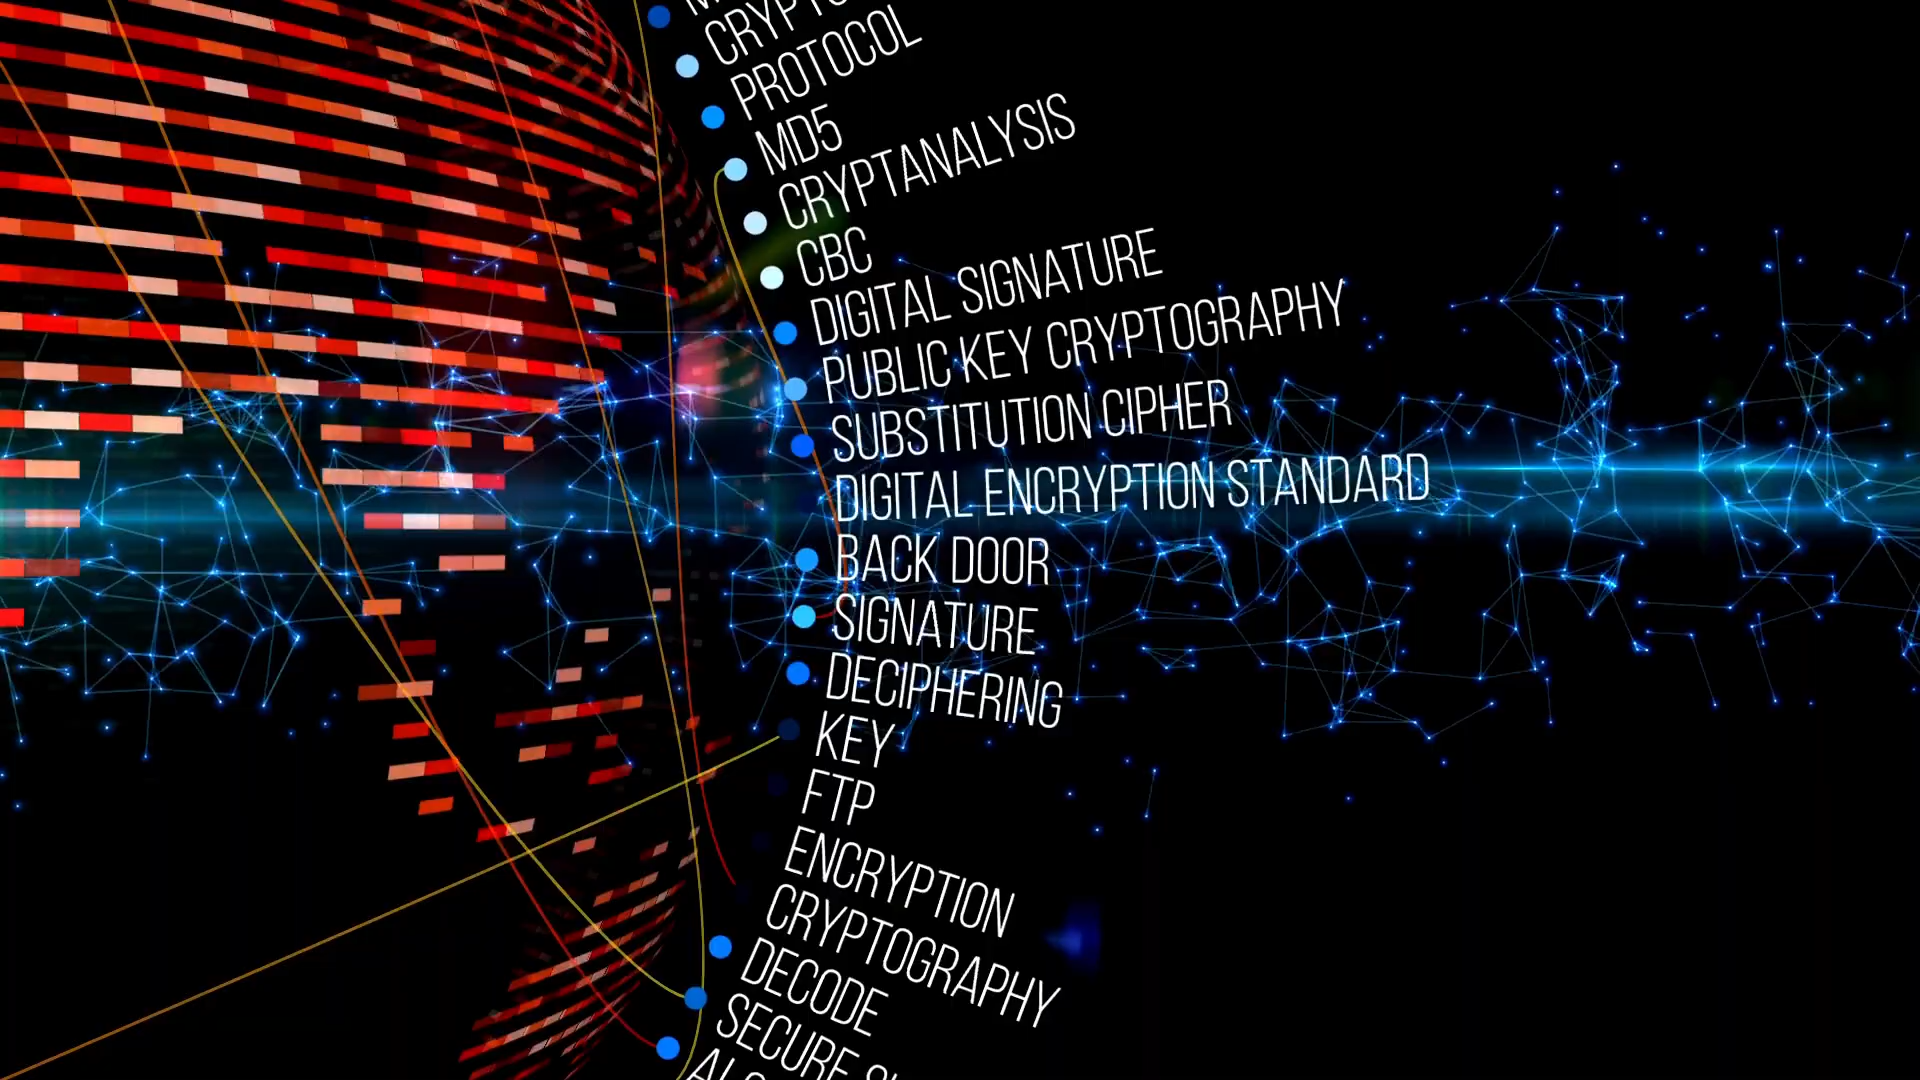 PROTOCOL
MD5
CRYPTANALYSIS
CBC
DIGITAL SIGNATURE
PUBLIC KEY CRYPTOGRAPHY
SUBSTITUTION CIPHER
DIGITAL ENCRYPTION STANDARD
BACK DOOR
SIGNATURE
DECIPHERING
KEY
FTP
ENCRYPTION
CRYPTOGRAPHY
DECODE
SECURE